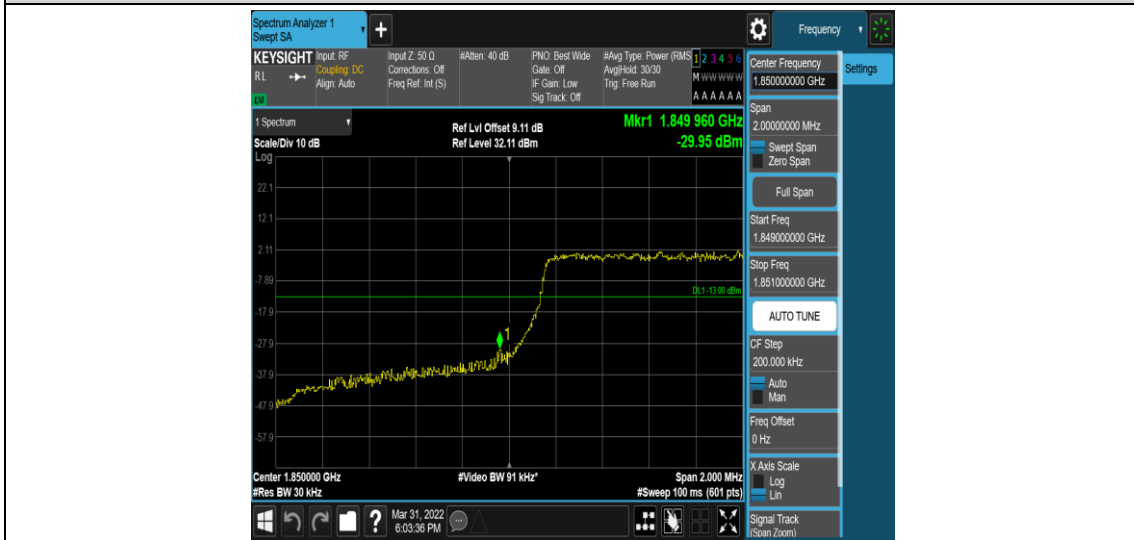 Spectrum Analyzer 1
Swept SA
+
Frequency
KEYSIGHT
RL
LXI
Input: RF
Coupling: DC
Align: Auto
Input Z: 50 Ω
Corrections: Off
Freq Ref: Int (S)
#Atten: 40 dB
PNO: Best Wide
Gate: Off
IF Gain: Low
Sig Track: Off
#Avg Type: Power (RMS
Avg|Hold: 30/30
Trig: Free Run
1 2 3 4 5 6
M W W W W W
A A A A A A
1 Spectrum
Scale/Div 10 dB
Log
Ref Lvl Offset 9.11 dB
Ref Level 32.11 dBm
Mkr1 1.849 960 GHz
-29.95 dBm
22.1
12.1
2.11
-7.89
-17.9
-27.9
-37.9
-47.9
-57.9
DL1 -13.00 dBm
1
Center 1.850000 GHz
#Res BW 30 kHz
#Video BW 91 kHz*
Span 2.000 MHz
#Sweep 100 ms (601 pts)
Center Frequency
1.850000000 GHz
Settings
Span
2.00000000 MHz
Swept Span
Zero Span
Full Span
Start Freq
1.849000000 GHz
Stop Freq
1.851000000 GHz
AUTO TUNE
CF Step
200.000 kHz
Auto
Man
Freq Offset
0 Hz
X Axis Scale
Log
Lin
Signal Track
(Span Zoom)
?
Mar 31, 2022
6:03:36 PM